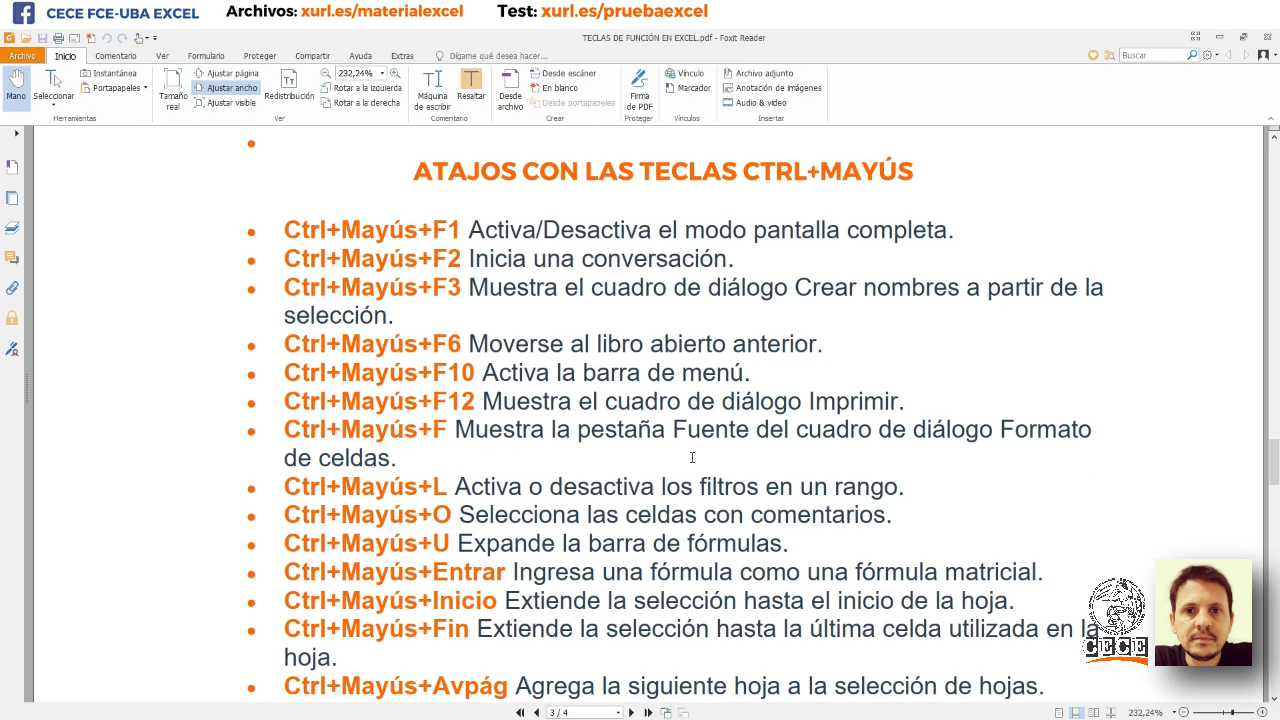 CECE FCE-UBA EXCEL
Archivos: xurl.es/materialexcel
Test: xurl.es/pruebaexcel
TECLAS DE FUNCIÓN EN EXCEL.pdf - Foxit Reader
Archivo Inicio Comentario Ver Formulario Proteger Compartir Ayuda Extras Dígame qué desea hacer... Buscar
Mano
Seleccionar
Instantánea
Portapapeles
Herramientas
Tamaño real
Ajustar página
Ajustar ancho
Ajustar visible
Redistribución
232,24%
Rotar a la izquierda
Rotar a la derecha
Ver
Máquina de escribir
Resaltar
Comentario
Desde archivo
Desde escáner
En blanco
Desde portapapeles
Crear
Firma de PDF
Proteger
Vínculo
Marcador
Vínculos
Archivo adjunto
Anotación de imágenes
Audio & video
Insertar
ATAJOS CON LAS TECLAS CTRL+MAYÚS
Ctrl+Mayús+F1 Activa/Desactiva el modo pantalla completa.
Ctrl+Mayús+F2 Inicia una conversación.
Ctrl+Mayús+F3 Muestra el cuadro de diálogo Crear nombres a partir de la
selección.
Ctrl+Mayús+F6 Moverse al libro abierto anterior.
Ctrl+Mayús+F10 Activa la barra de menú.
Ctrl+Mayús+F12 Muestra el cuadro de diálogo Imprimir.
Ctrl+Mayús+F Muestra la pestaña Fuente del cuadro de diálogo Formato
de celdas.
Ctrl+Mayús+L Activa o desactiva los filtros en un rango.
Ctrl+Mayús+O Selecciona las celdas con comentarios.
Ctrl+Mayús+U Expande la barra de fórmulas.
Ctrl+Mayús+Entrar Ingresa una fórmula como una fórmula matricial.
Ctrl+Mayús+Inicio Extiende la selección hasta el inicio de la hoja.
Ctrl+Mayús+Fin Extiende la selección hasta la última celda utilizada en la
hoja.
Ctrl+Mayús+Avpág Agrega la siguiente hoja a la selección de hojas.
CECE
3 / 4
232,24%